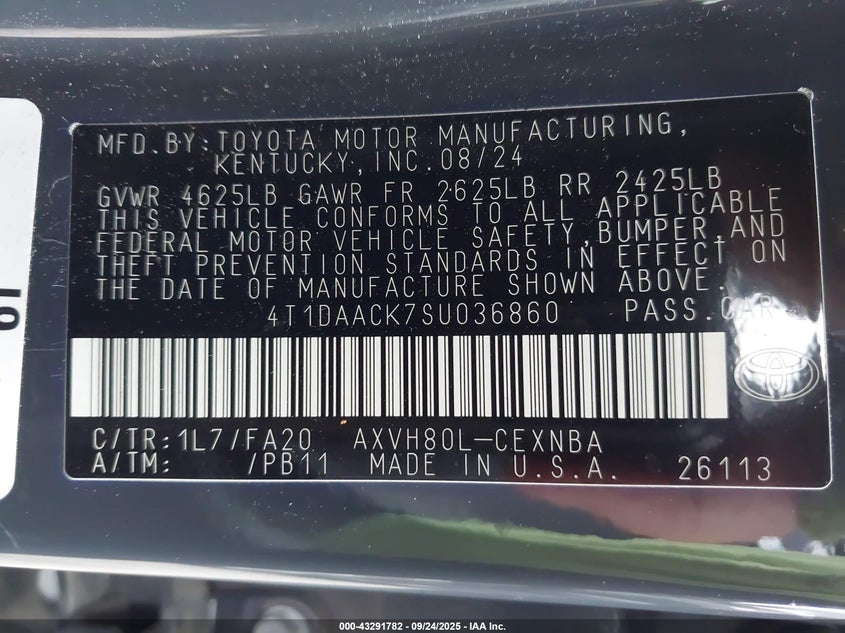 MFD.BY:TOYOTA MOTOR MANUFACTURING,
KENTUCKY,INC.08/24
GVWR 4625LB GAWR FR 2625LB RR 2425LB
THIS VEHICLE CONFORMS TO ALL APPLICABLE
FEDERAL MOTOR VEHICLE SAFETY,BUMPER,AND
THEFT PREVENTION STANDARDS IN EFFECT ON
THE DATE OF MANUFACTURE SHOWN ABOVE.
4T1DAACK7SU036860 PASS.CAR
C/TR:1L7/FA20 AXVH80L-CEXNBA
A/TM: /PB11 MADE IN U.S.A. 26113
000-43291782 - 09/24/2025 - IAA Inc.